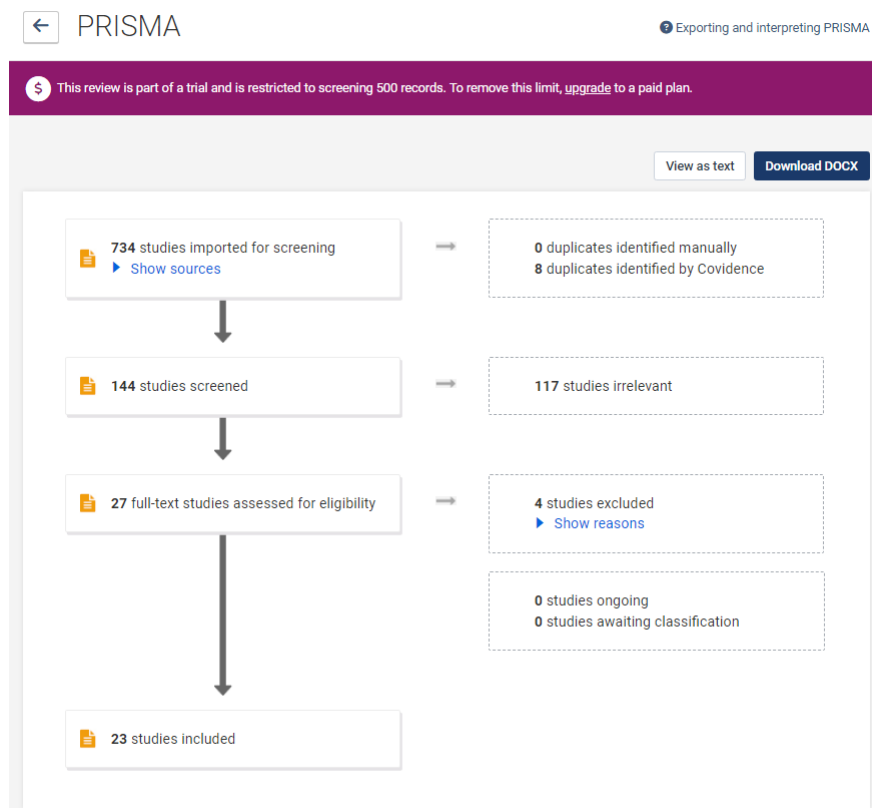 PRISMA
Exporting and interpreting PRISMA
This review is part of a trial and is restricted to screening 500 records. To remove this limit, upgrade to a paid plan.
View as text
Download DOCX
734 studies imported for screening
Show sources
0 duplicates identified manually
8 duplicates identified by Covidence
144 studies screened
117 studies irrelevant
27 full-text studies assessed for eligibility
4 studies excluded
Show reasons
0 studies ongoing
0 studies awaiting classification
23 studies included